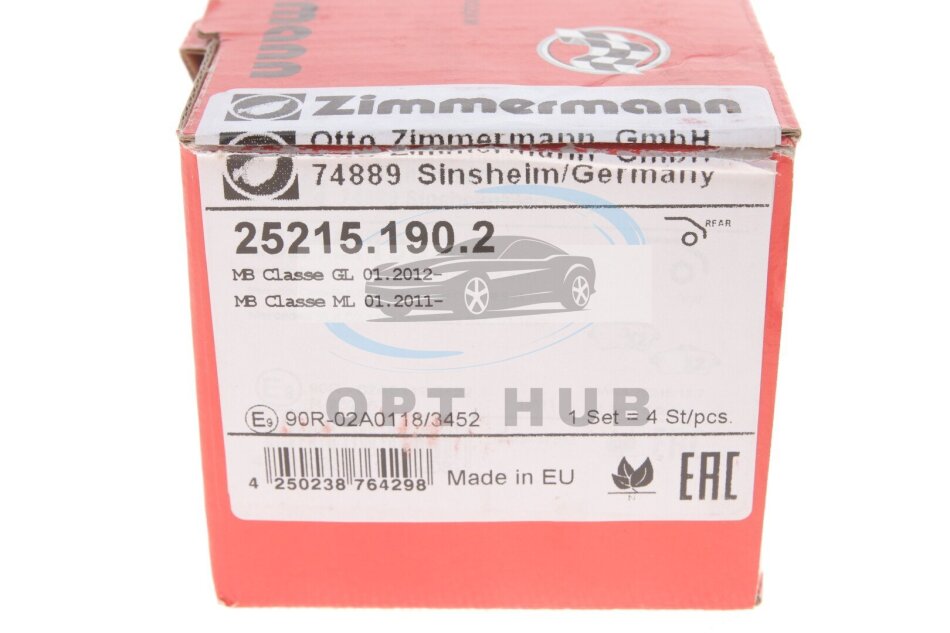 Zimmermann
Otto Zimmermann GmbH
74889 Sinsheim/Germany
25215.190.2
REAR
MB Classe GL 01.2012-
MB Classe ML 01.2011-
OPT HUB
E9 90R-02A0118/3452
1 Set = 4 St/pcs.
4 250238 764298
Made in EU
N
EAC